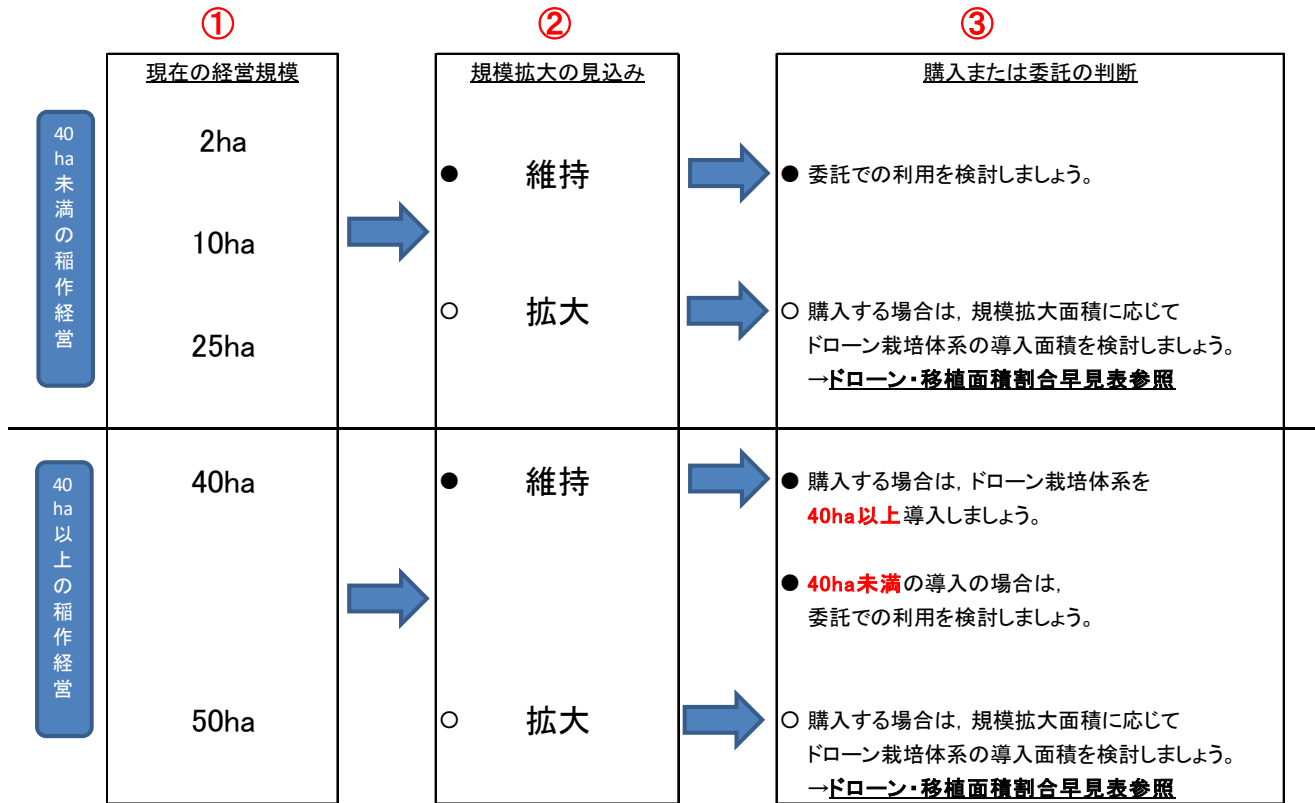 ①
②
③
現在の経営規模
規模拡大の見込み
購入または委託の判断
40ha未満の稲作経営
2ha
10ha
25ha
● 維持
○ 拡大
● 委託での利用を検討しましょう。
○ 購入する場合は，規模拡大面積に応じて
ドローン栽培体系の導入面積を検討しましょう。
→ドローン・移植面積割合早見表参照
40ha以上の稲作経営
40ha
50ha
● 維持
○ 拡大
● 購入する場合は，ドローン栽培体系を
40ha以上導入しましょう。
● 40ha未満の導入の場合は，
委託での利用を検討しましょう。
○ 購入する場合は，規模拡大面積に応じて
ドローン栽培体系の導入面積を検討しましょう。
→ドローン・移植面積割合早見表参照